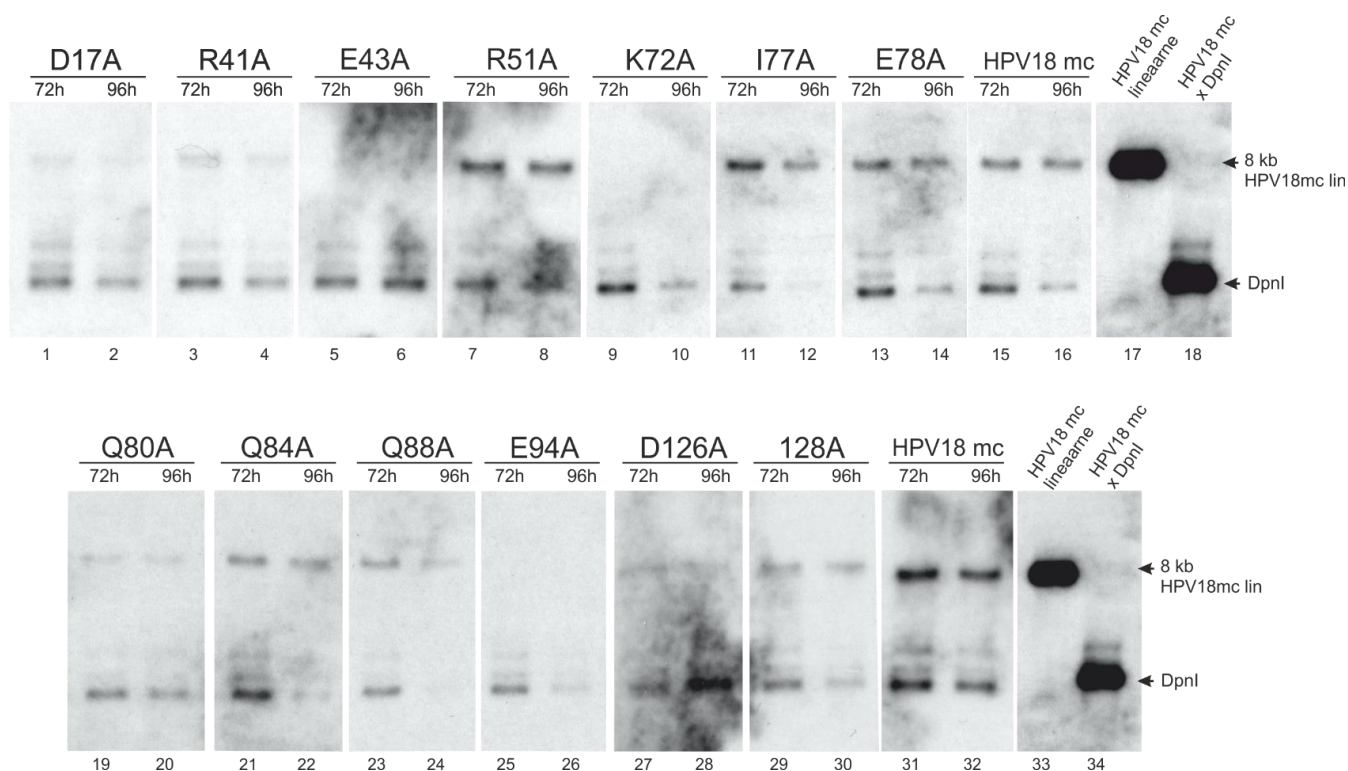 D17A R41A E43A R51A K72A I77A E78A HPV18 mc HPV18 mc lineaarne HPV18 mc x DpnI
72h 96h 72h 96h 72h 96h 72h 96h 72h 96h 72h 96h 72h 96h 72h 96h
8 kb
HPV18mc lin
DpnI
1 2 3 4 5 6 7 8 9 10 11 12 13 14 15 16 17 18
Q80A Q84A Q88A E94A D126A 128A HPV18 mc HPV18 mc lineaarne HPV18 mc x DpnI
72h 96h 72h 96h 72h 96h 72h 96h 72h 96h 72h 96h 72h 96h
8 kb
HPV18mc lin
DpnI
19 20 21 22 23 24 25 26 27 28 29 30 31 32 33 34